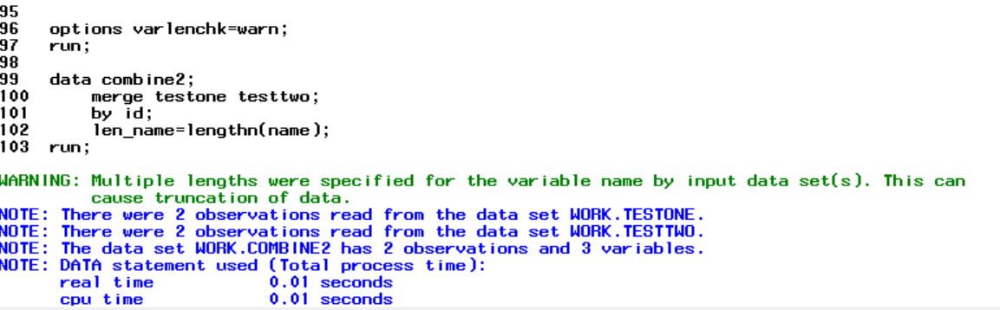 95
96    options varlenchk=warn;
97    run;
98
99    data combine2;
100       merge testone testtwo;
101       by id;
102       len_name=lengthn(name);
103   run;
WARNING: Multiple lengths were specified for the variable name by input data set(s). This can
         cause truncation of data.
NOTE: There were 2 observations read from the data set WORK.TESTONE.
NOTE: There were 2 observations read from the data set WORK.TESTTWO.
NOTE: The data set WORK.COMBINE2 has 2 observations and 3 variables.
NOTE: DATA statement used (Total process time):
      real time           0.01 seconds
      cpu time            0.01 seconds